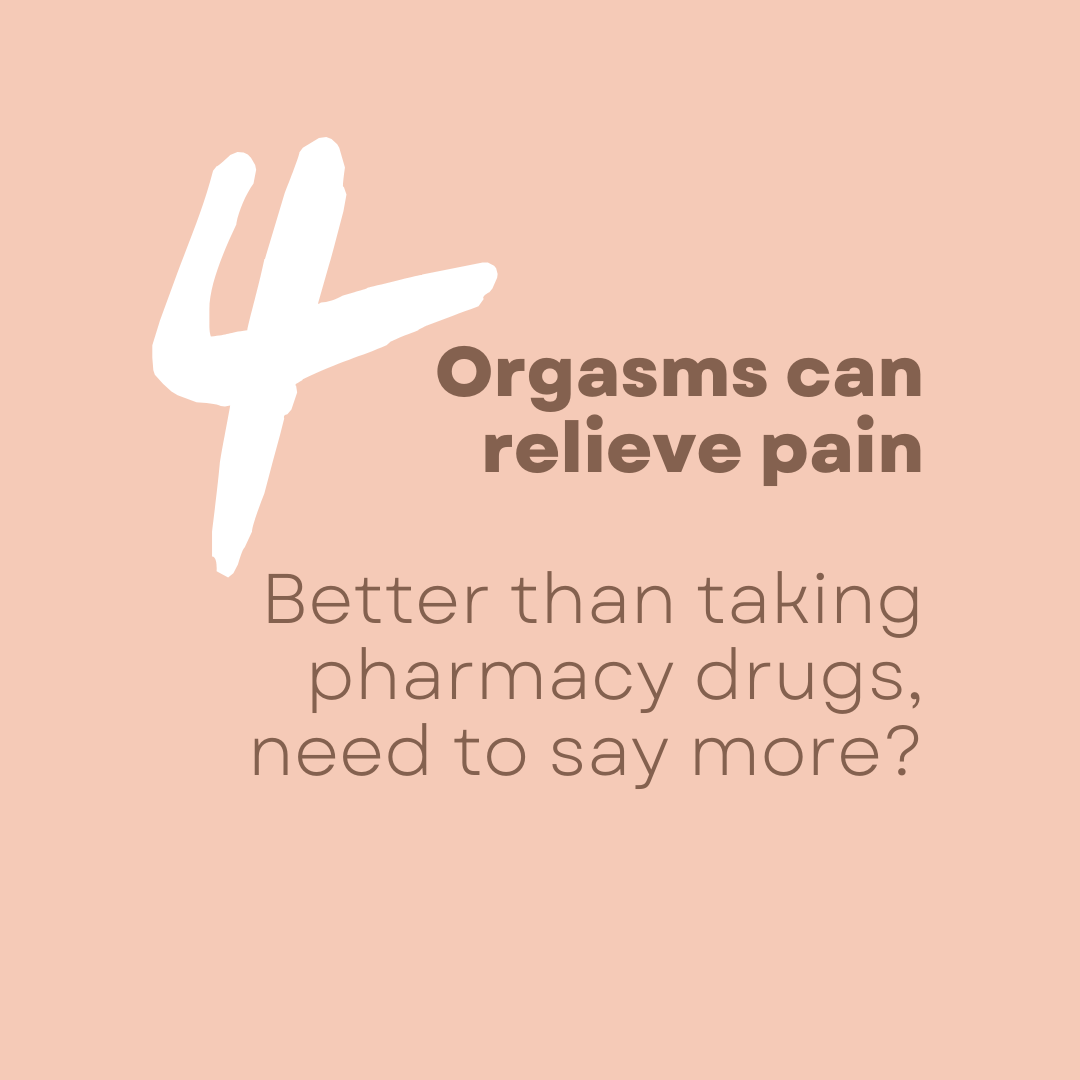 4
Orgasms can
relieve pain
Better than taking
pharmacy drugs,
need to say more?